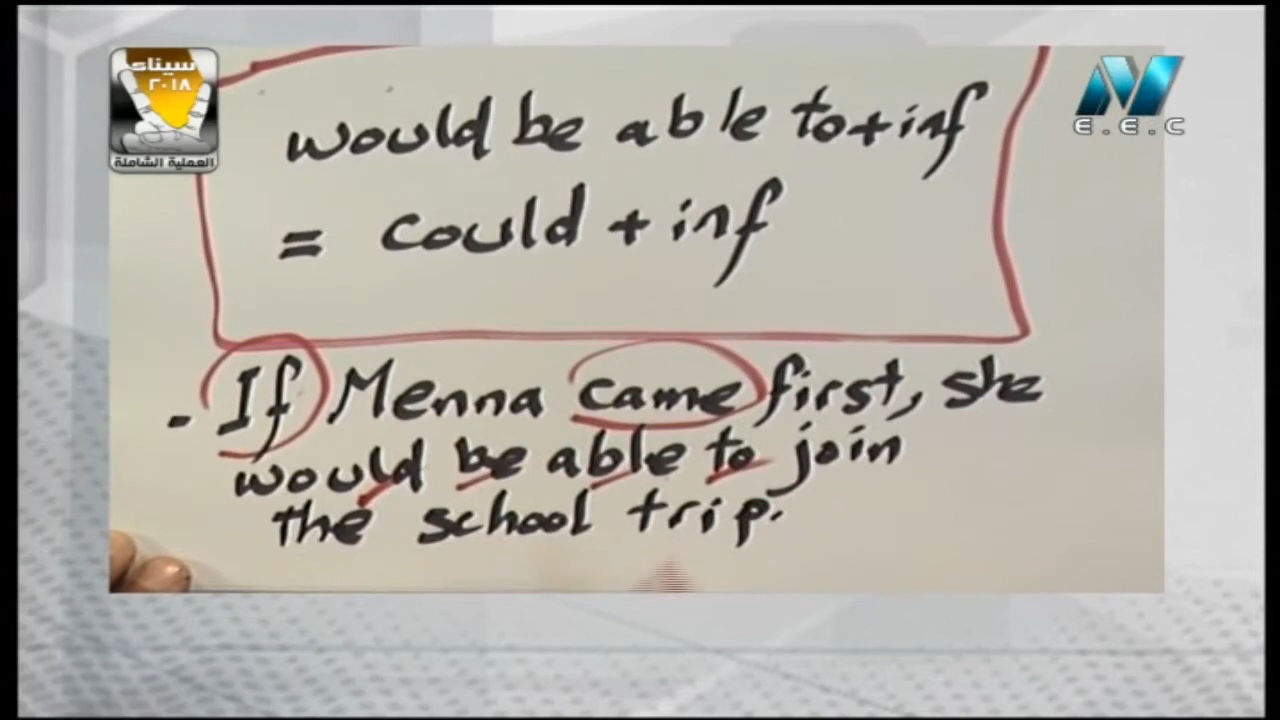 سيناء
٢٠١٨
العملية الشاملة
E.E.C
would be able to+inf
= could + inf
- If Menna came first, she
would be able to join
the school trip.